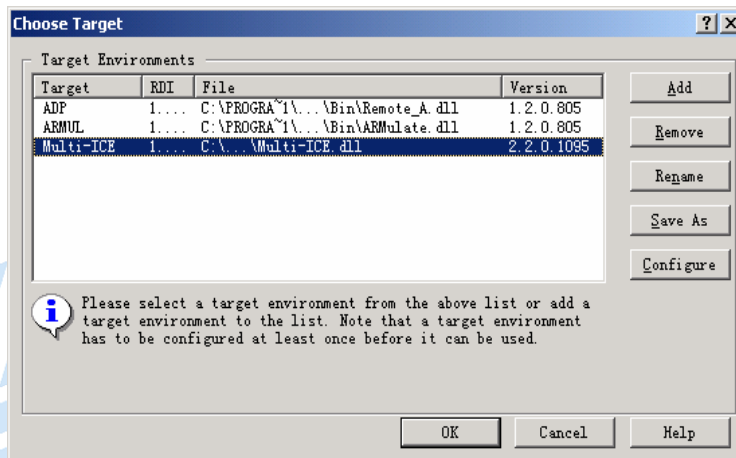 Choose Target
Target Environments
Target RDI File Version
ADP 1.... C:\PROGRA~1\...\Bin\Remote_A.dll 1.2.0.805
ARMUL 1.... C:\PROGRA~1\...\Bin\ARMulate.dll 1.2.0.805
Multi-ICE 1.... C:\...\Multi-ICE.dll 2.2.0.1095
Add
Remove
Rename
Save As
Configure
Please select a target environment from the above list or add a
target environment to the list. Note that a target environment
has to be configured at least once before it can be used.
OK Cancel Help